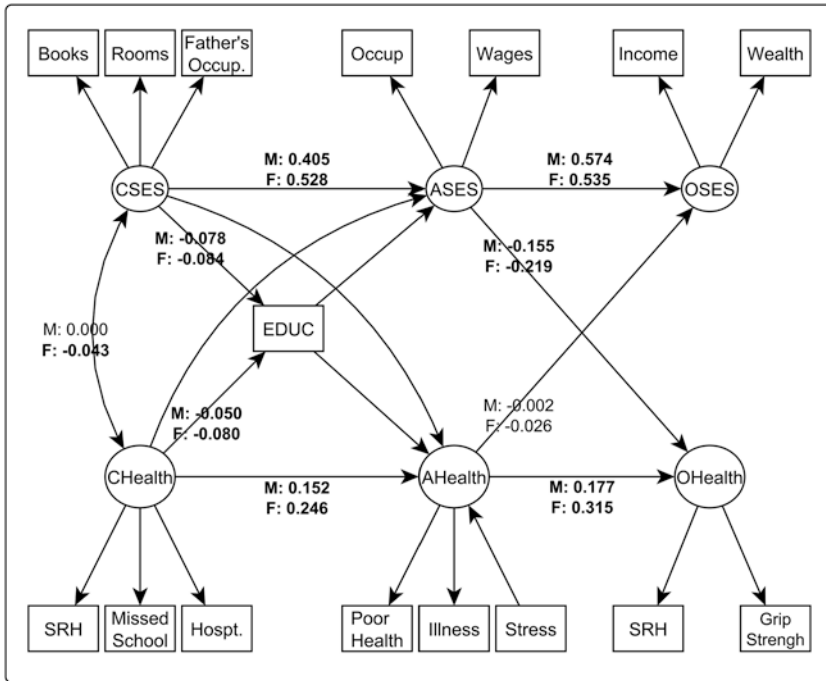 Books
Rooms
Father's
Occup.
Occup
Wages
Income
Wealth
M: 0.405
F: 0.528
M: 0.574
F: 0.535
CSES
ASES
OSES
M: -0.078
F: -0.084
M: -0.155
F: -0.219
EDUC
M: 0.000
F: -0.043
M: -0.050
F: -0.080
M: -0.002
F: -0.026
CHealth
AHealth
OHealth
M: 0.152
F: 0.246
M: 0.177
F: 0.315
SRH
Missed
School
Hospt.
Poor
Health
Illness
Stress
SRH
Grip
Strengh